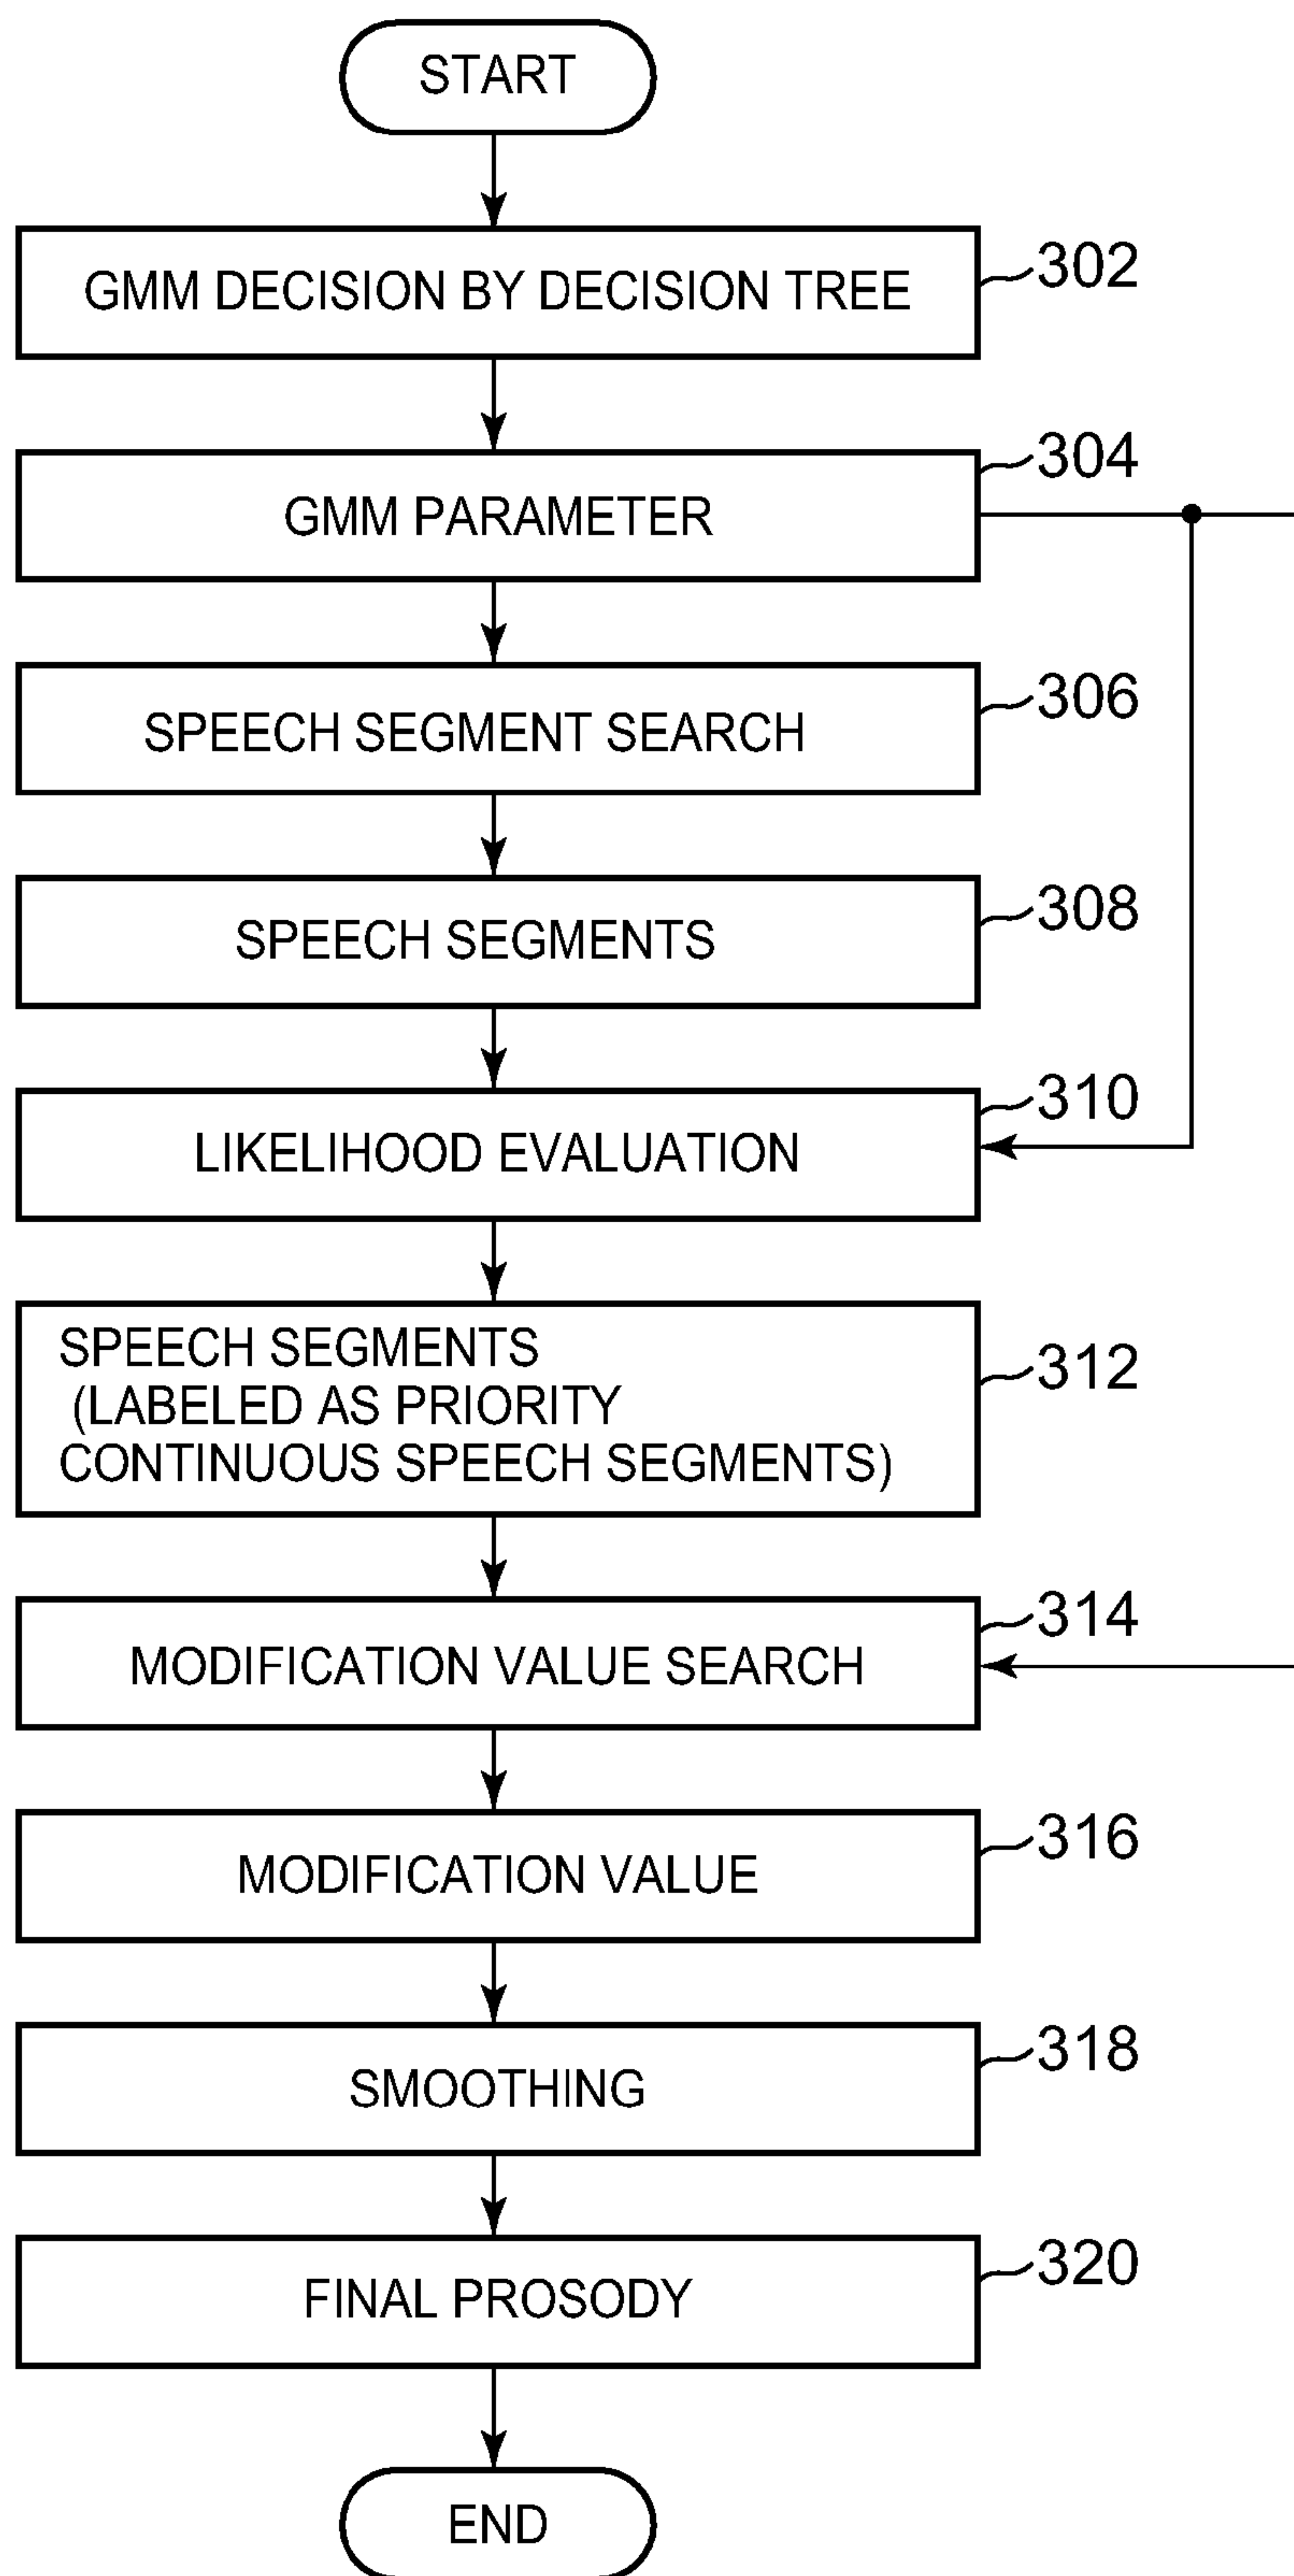 START
GMM DECISION BY DECISION TREE
302
GMM PARAMETER
304
SPEECH SEGMENT SEARCH
306
SPEECH SEGMENTS
308
LIKELIHOOD EVALUATION
310
SPEECH SEGMENTS
(LABELED AS PRIORITY
CONTINUOUS SPEECH SEGMENTS)
312
MODIFICATION VALUE SEARCH
314
MODIFICATION VALUE
316
SMOOTHING
318
FINAL PROSODY
320
END